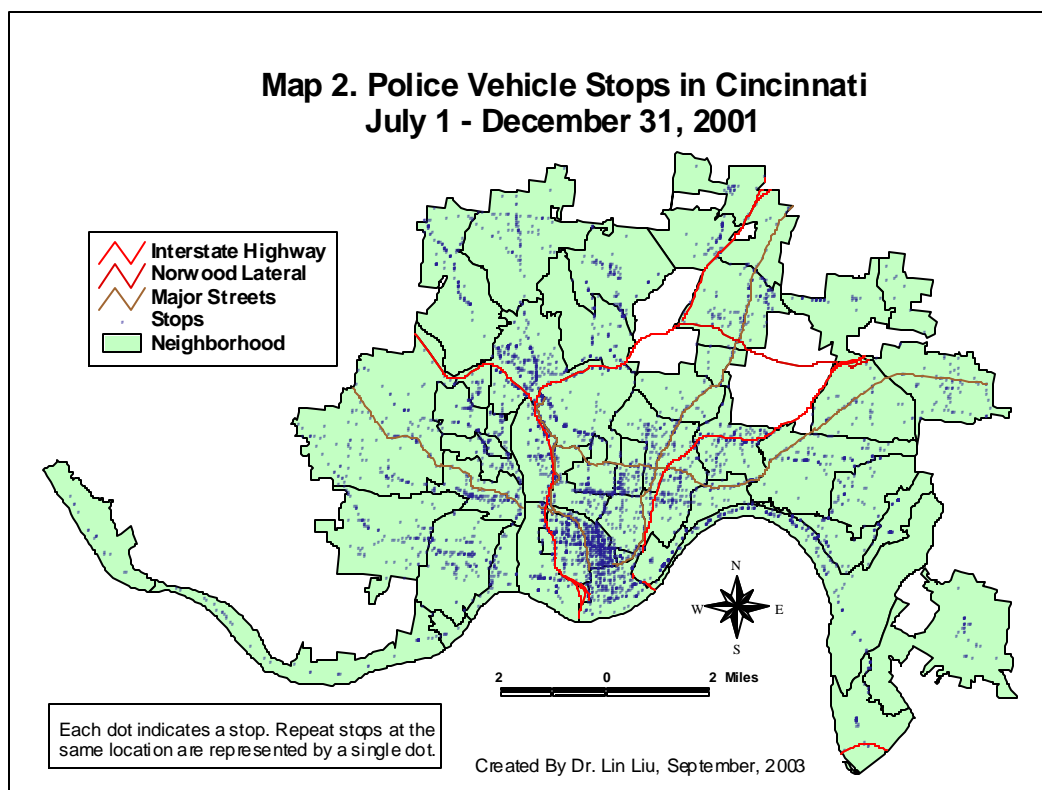 Map 2. Police Vehicle Stops in Cincinnati
July 1 - December 31, 2001
Interstate Highway
Norwood Lateral
Major Streets
Stops
Neighborhood
N
W E
S
2 0 2 Miles
Each dot indicates a stop. Repeat stops at the
same location are represented by a single dot.
Created By Dr. Lin Liu, September, 2003